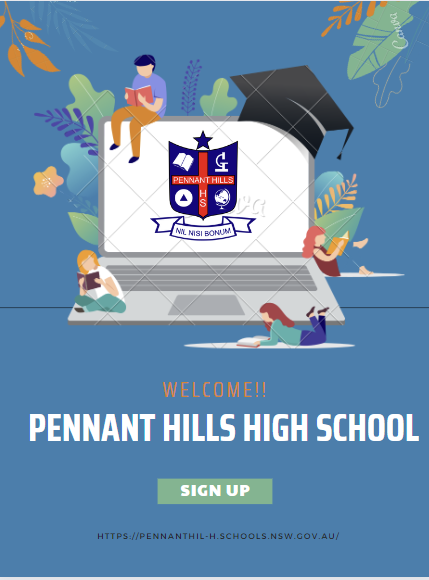 Canva
PENNANT HILLS
H
S
NIL NISI BONUM
WELCOME!!
PENNANT HILLS HIGH SCHOOL
SIGN UP
HTTPS://PENNANTHIL-H.SCHOOLS.NSW.GOV.AU/